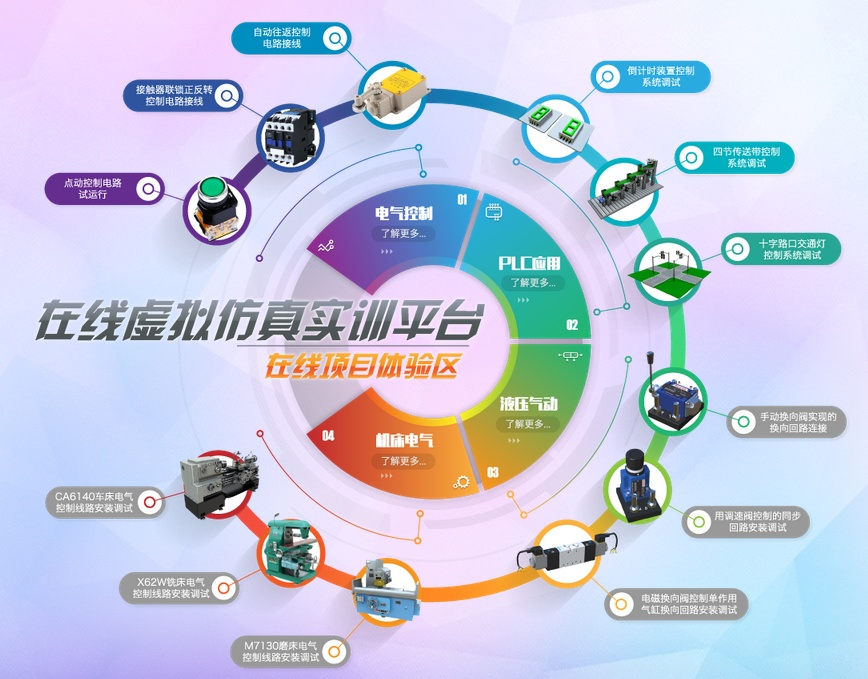 自动往返控制
电路接线
接触器联锁正反转
控制电路接线
点动控制电路
试运行
倒计时装置控制
系统调试
四节传送带控制
系统调试
十字路口交通灯
控制系统调试
电气控制
01
了解更多...
PLC应用
了解更多...
02
在线虚拟仿真实训平台
在线项目体验区
液压气动
了解更多...
03
04
机床电气
了解更多...
手动换向阀实现的
换向回路连接
用调速阀控制的同步
回路安装调试
电磁换向阀控制单作用
气缸换向回路安装调试
CA6140车床电气
控制线路安装调试
X62W铣床电气
控制线路安装调试
M7130磨床电气
控制线路安装调试